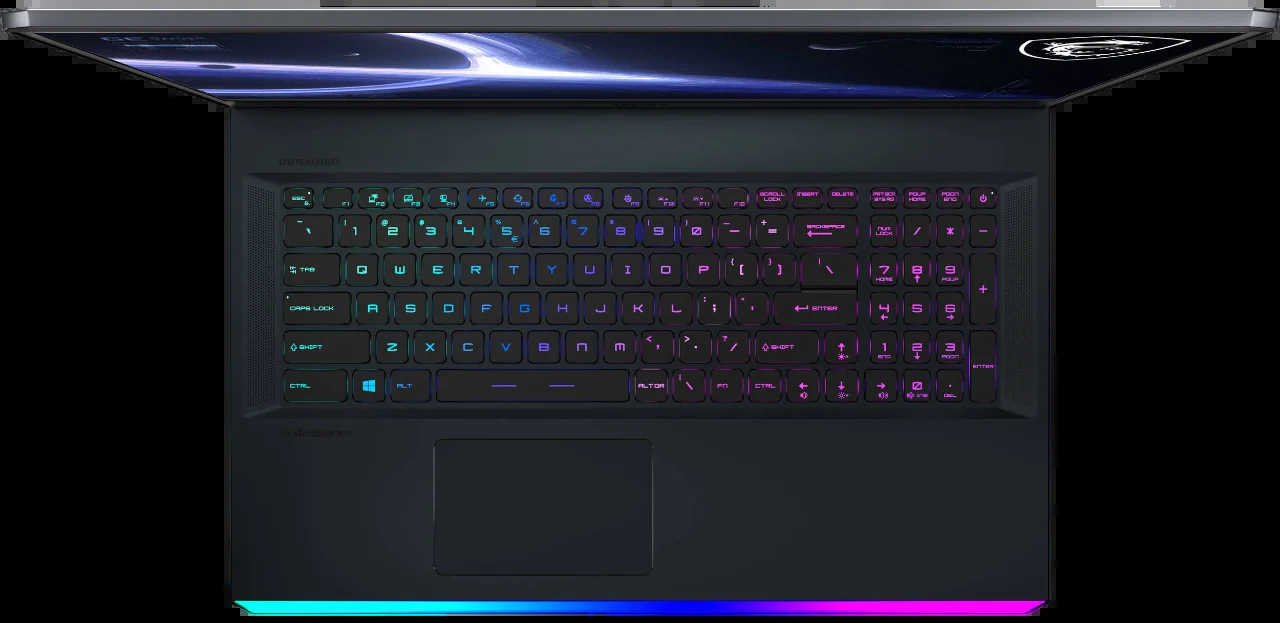 GE
DYNAUDIO
ESC F1 F2 F3 F4 F5 F6 F7 F8 F9 F10 F11 F12 SCROLL LOCK INSERT DELETE PRTSCR SYSRQ PGUP HOME PGDN END
~ ` ! 1 @ 2 # 3 4 % 5 € ^ 6 & 7 * 8 ( 9 ) 0 _ - + = BACKSPACE NUM LOCK / * -
TAB Q W E R T Y U I O P { [ } ] | \ 7 HOME 8 9 PGUP +
CAPS LOCK A S D F G H J K L : ; " ' ENTER 4 5 6
SHIFT Z X C V B N M < , > . ? / SHIFT 1 END 2 3 PGDN ENTER
CTRL ALT ALT GR | \ FN CTRL 0 INS . DEL
STEELSERIES